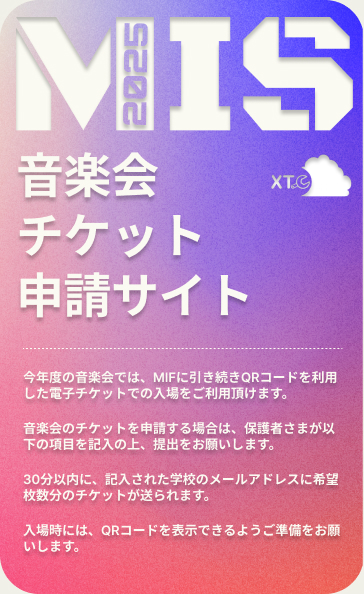 MIS
2025
音楽会
チケット
申請サイト
XT
今年度の音楽会では、MIFに引き続きQRコードを利用
した電子チケットでの入場をご利用頂けます。
音楽会のチケットを申請する場合は、保護者さまが以
下の項目を記入の上、提出をお願いします。
30分以内に、記入された学校のメールアドレスに希望
枚数分のチケットが送られます。
入場時には、QRコードを表示できるようご準備をお願
いします。